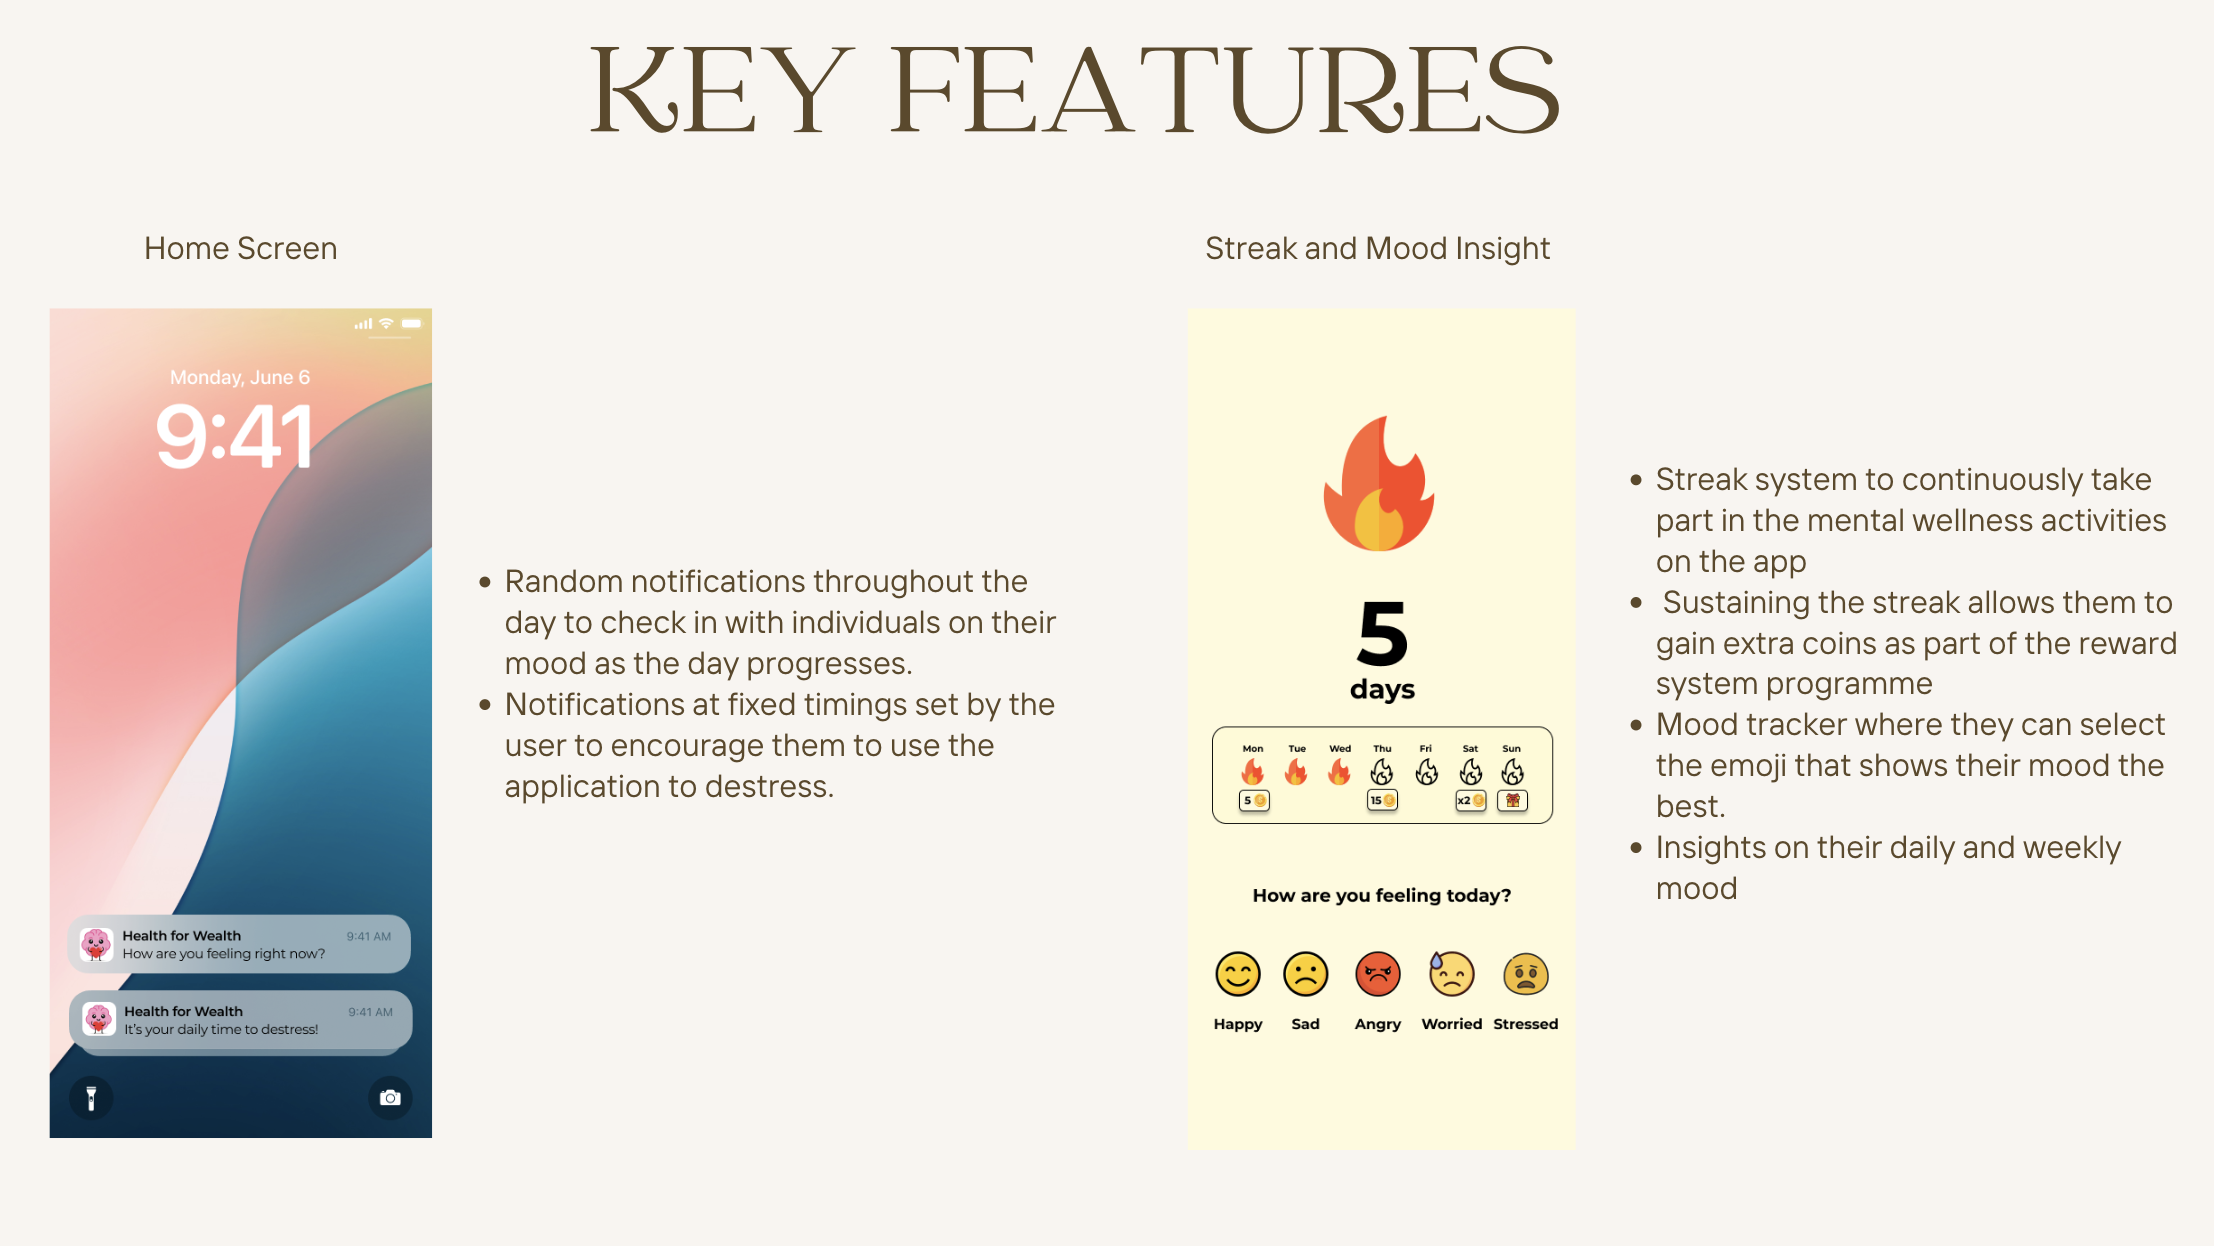 KEY FEATURES
Home Screen
Monday, June 6
9:41
Health for Wealth 9:41 AM
How are you feeling right now?
Health for Wealth 9:41 AM
It's your daily time to destress!
• Random notifications throughout the
day to check in with individuals on their
mood as the day progresses.
• Notifications at fixed timings set by the
user to encourage them to use the
application to destress.
Streak and Mood Insight
5
days
Mon Tue Wed Thu Fri Sat Sun
5 15 x2
How are you feeling today?
Happy Sad Angry Worried Stressed
• Streak system to continuously take
part in the mental wellness activities
on the app
• Sustaining the streak allows them to
gain extra coins as part of the reward
system programme
• Mood tracker where they can select
the emoji that shows their mood the
best.
• Insights on their daily and weekly
mood